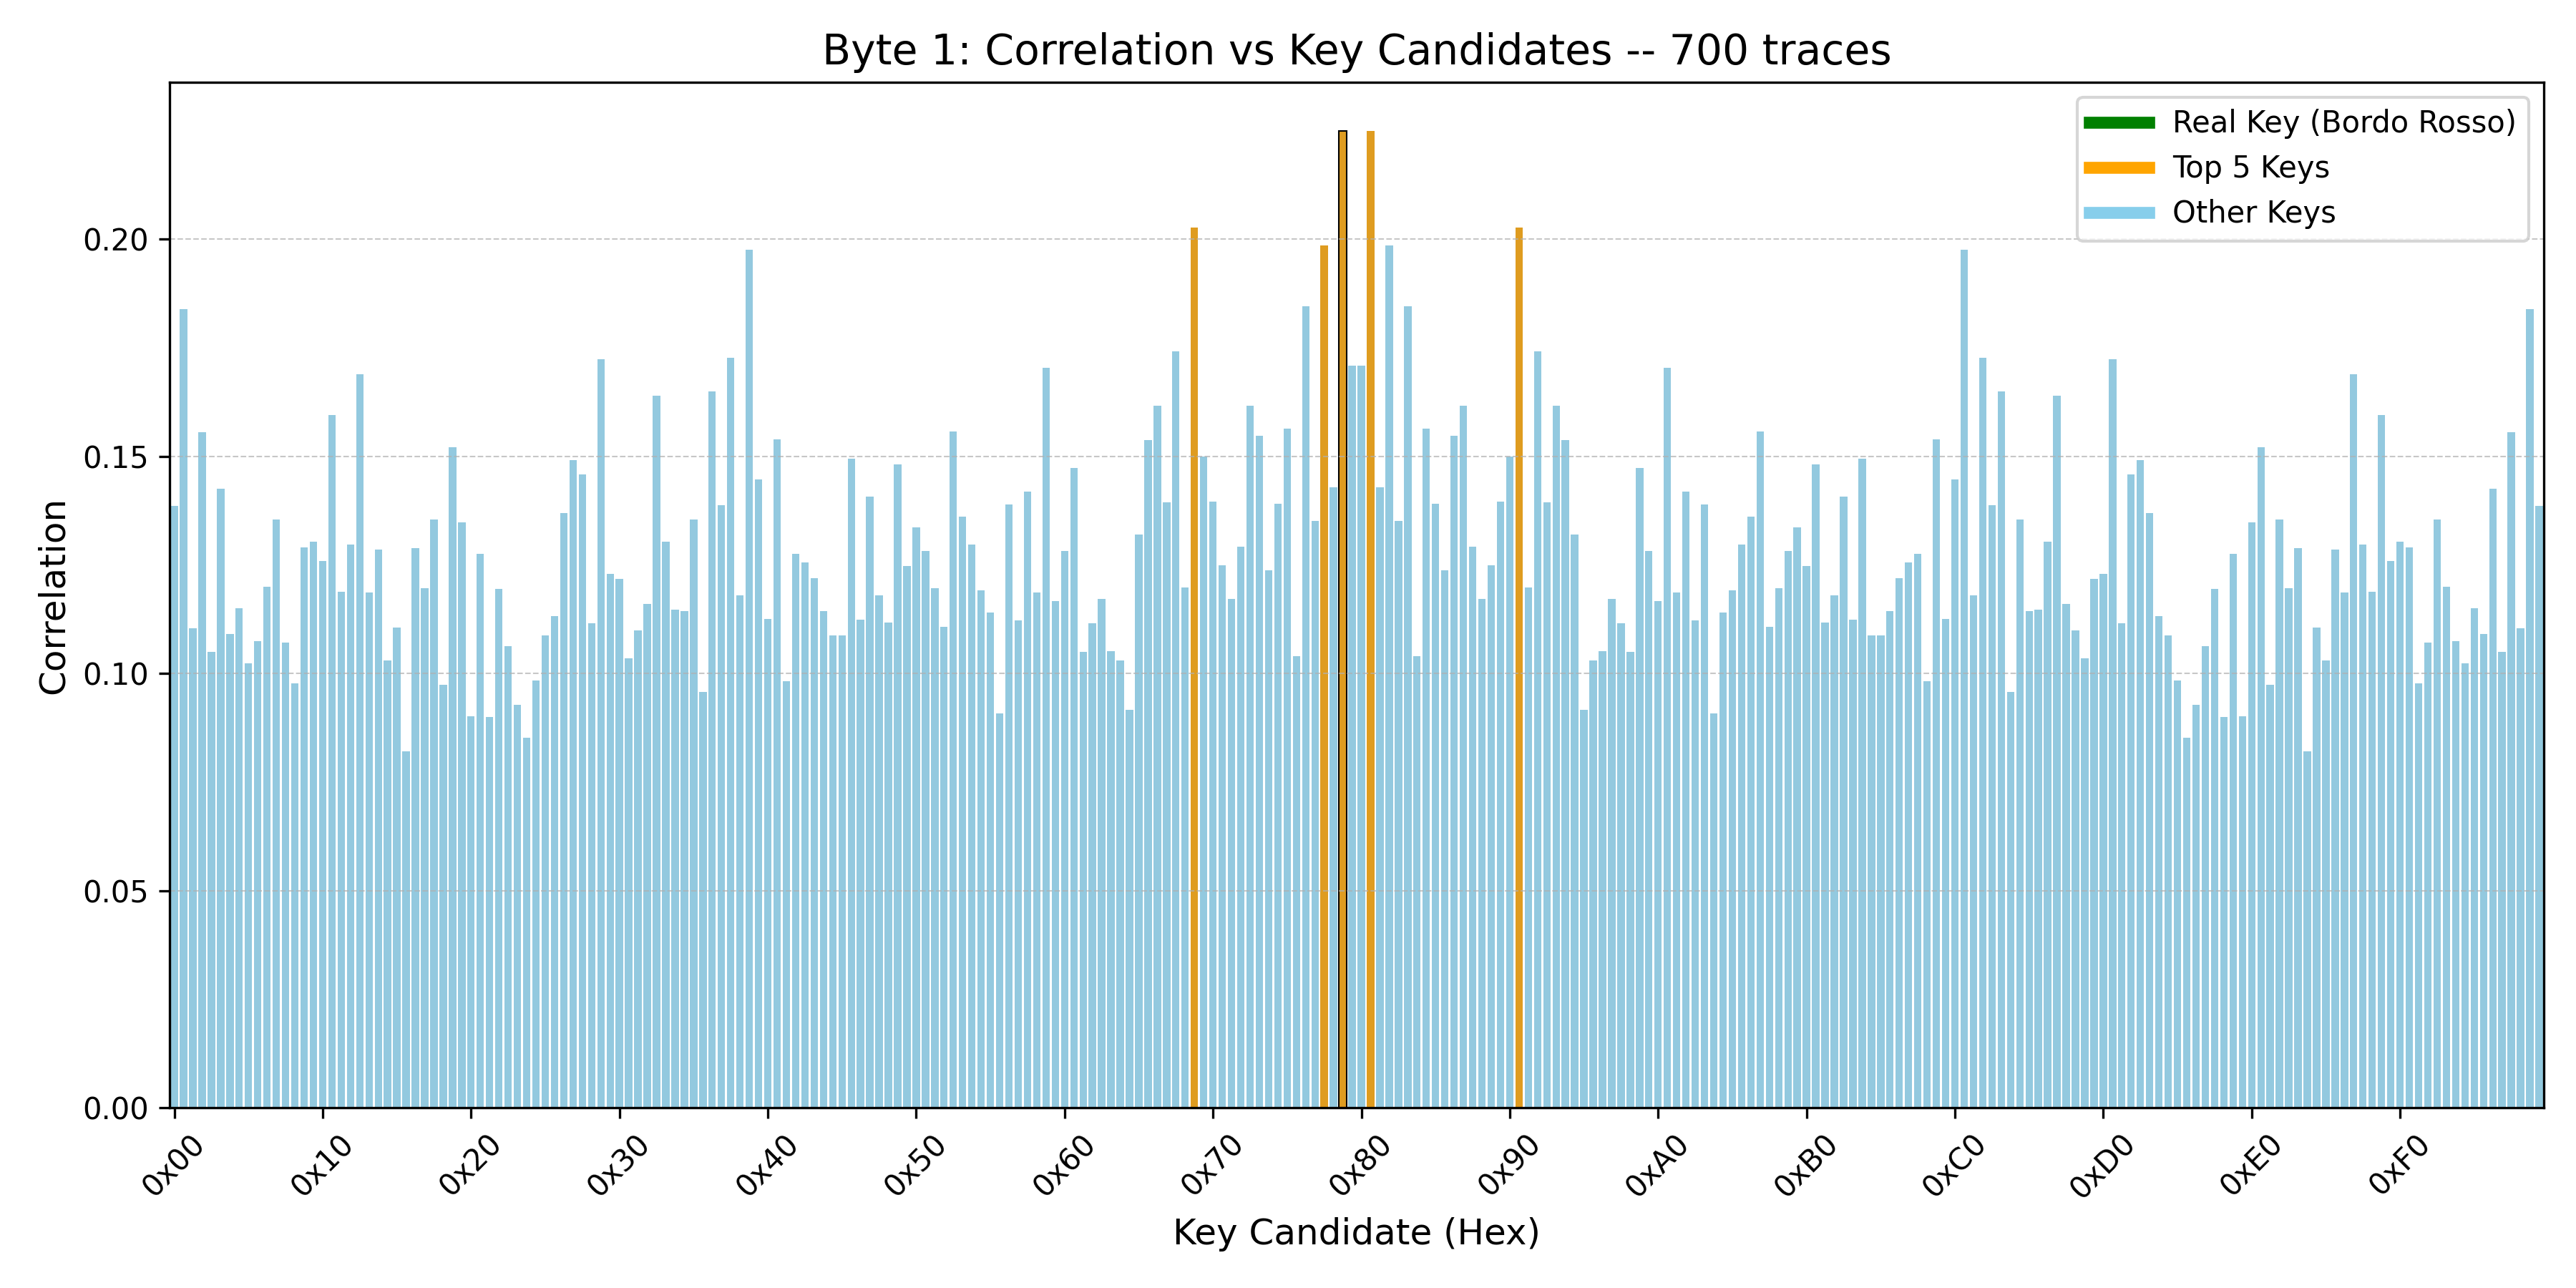 Byte 1: Correlation vs Key Candidates -- 700 traces
Real Key (Bordo Rosso)
Top 5 Keys
Other Keys
0.20
0.15
0.10
0.05
0.00
Correlation
0x00 0x10 0x20 0x30 0x40 0x50 0x60 0x70 0x80 0x90 0xA0 0xB0 0xC0 0xD0 0xE0 0xF0
Key Candidate (Hex)